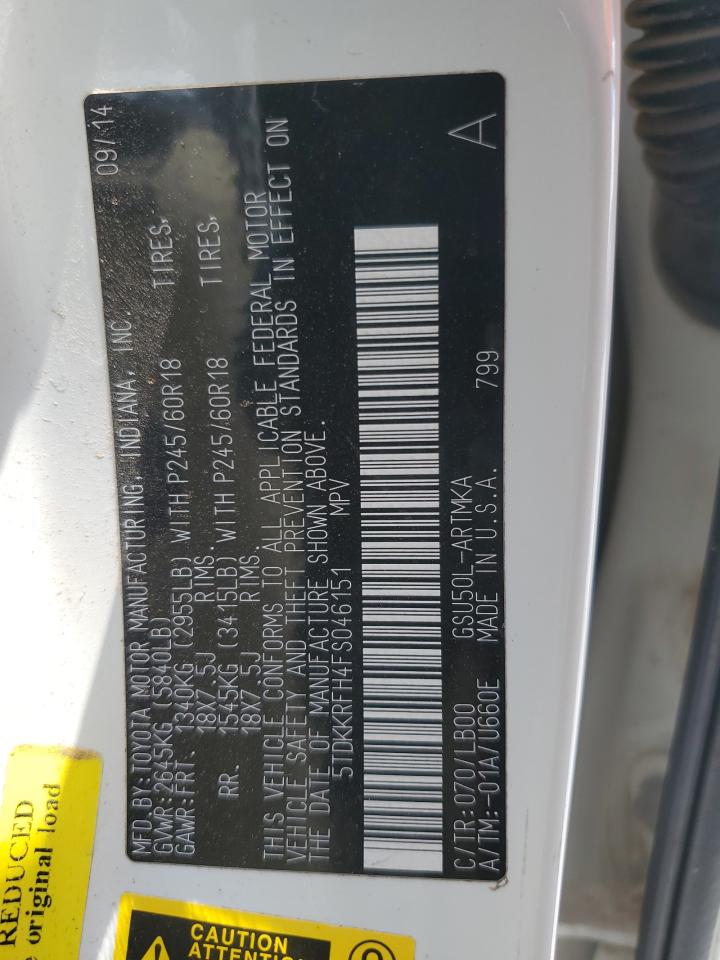 MFD.BY:TOYOTA MOTOR MANUFACTURING, INDIANA, INC. 09/14
GVWR:2645KG (5840LB)
GAWR:FRT. 1340KG (2955LB) WITH P245/60R18 TIRES,
18X7.5J RIMS.
RR. 1545KG (3415LB) WITH P245/60R18 TIRES,
18X7.5J RIMS.
THIS VEHICLE CONFORMS TO ALL APPLICABLE FEDERAL MOTOR
VEHICLE SAFETY AND THEFT PREVENTION STANDARDS IN EFFECT ON
THE DATE OF MANUFACTURE SHOWN ABOVE.
5TDKKRFH4FS046151 MPV
C/TR:070/LB00 GSU50L-ARTMKA
A/TM:-01A/U660E MADE IN U.S.A. 799 A
REDUCED
original load
CAUTION